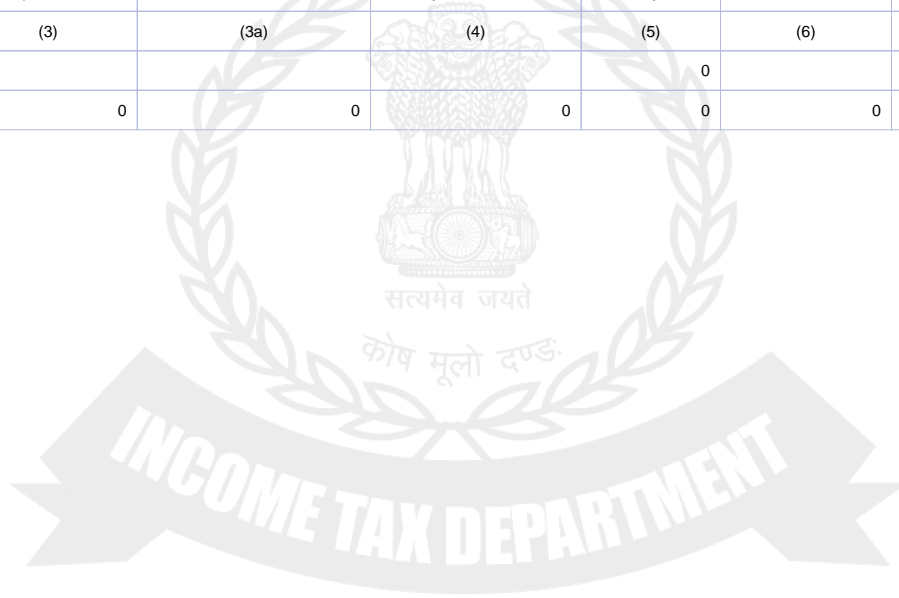 (3) (3a) (4) (5) (6)
0
0 0 0 0 0
सत्यमेव जयते
कोष मूलो दण्डः
INCOME TAX DEPARTMENT